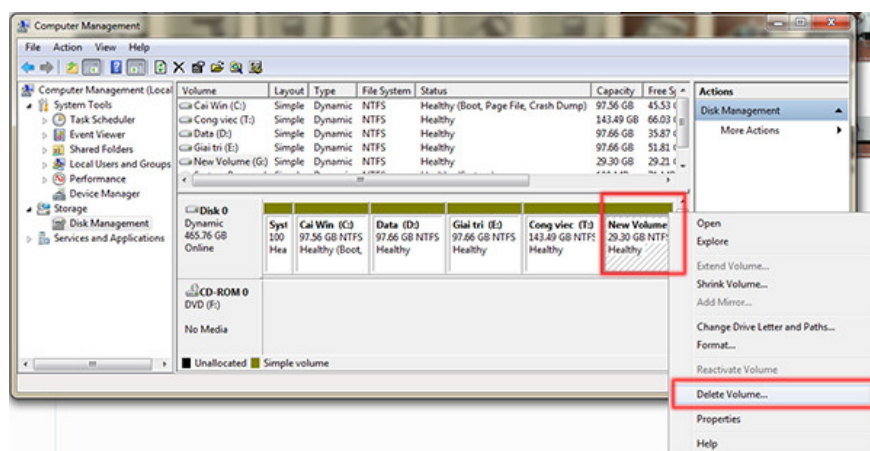 Computer Management
File Action View Help
Computer Management (Local
System Tools
Task Scheduler
Event Viewer
Shared Folders
Local Users and Groups
Performance
Device Manager
Storage
Disk Management
Services and Applications
Volume Layout Type File System Status Capacity Free Sp
Cai Win (C:) Simple Dynamic NTFS Healthy (Boot, Page File, Crash Dump) 97.56 GB 45.53
Cong viec (T:) Simple Dynamic NTFS Healthy 143.49 GB 66.03
Data (D:) Simple Dynamic NTFS Healthy 97.66 GB 35.87
Giai tri (E:) Simple Dynamic NTFS Healthy 97.66 GB 51.81
New Volume (G:) Simple Dynamic NTFS Healthy 29.30 GB 29.21
Disk 0
Dynamic
465.76 GB
Online
Syst
100
Hea
Cai Win (C:)
97.56 GB NTFS
Healthy (Boot,
Data (D:)
97.66 GB NTFS
Healthy
Giai tri (E:)
97.66 GB NTFS
Healthy
Cong viec (T:)
143.49 GB NTFS
Healthy
New Volume
29.30 GB NTFS
Healthy
CD-ROM 0
DVD (F:)
No Media
Unallocated Simple volume
Actions
Disk Management
More Actions
Open
Explore
Extend Volume...
Shrink Volume...
Add Mirror...
Change Drive Letter and Paths...
Format...
Reactivate Volume
Delete Volume...
Properties
Help